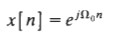 x[n] = e^{jΩ₀n}